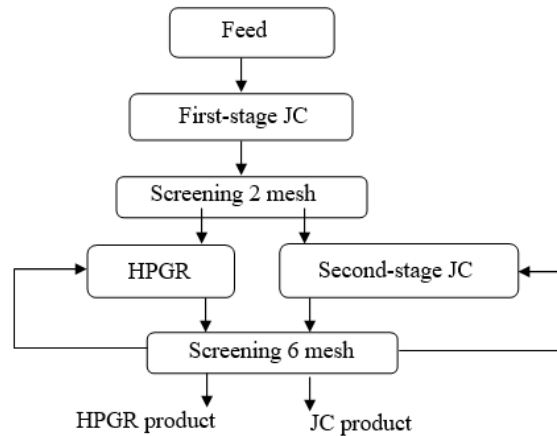 Feed
First-stage JC
Screening 2 mesh
HPGR
Second-stage JC
Screening 6 mesh
HPGR product
JC product